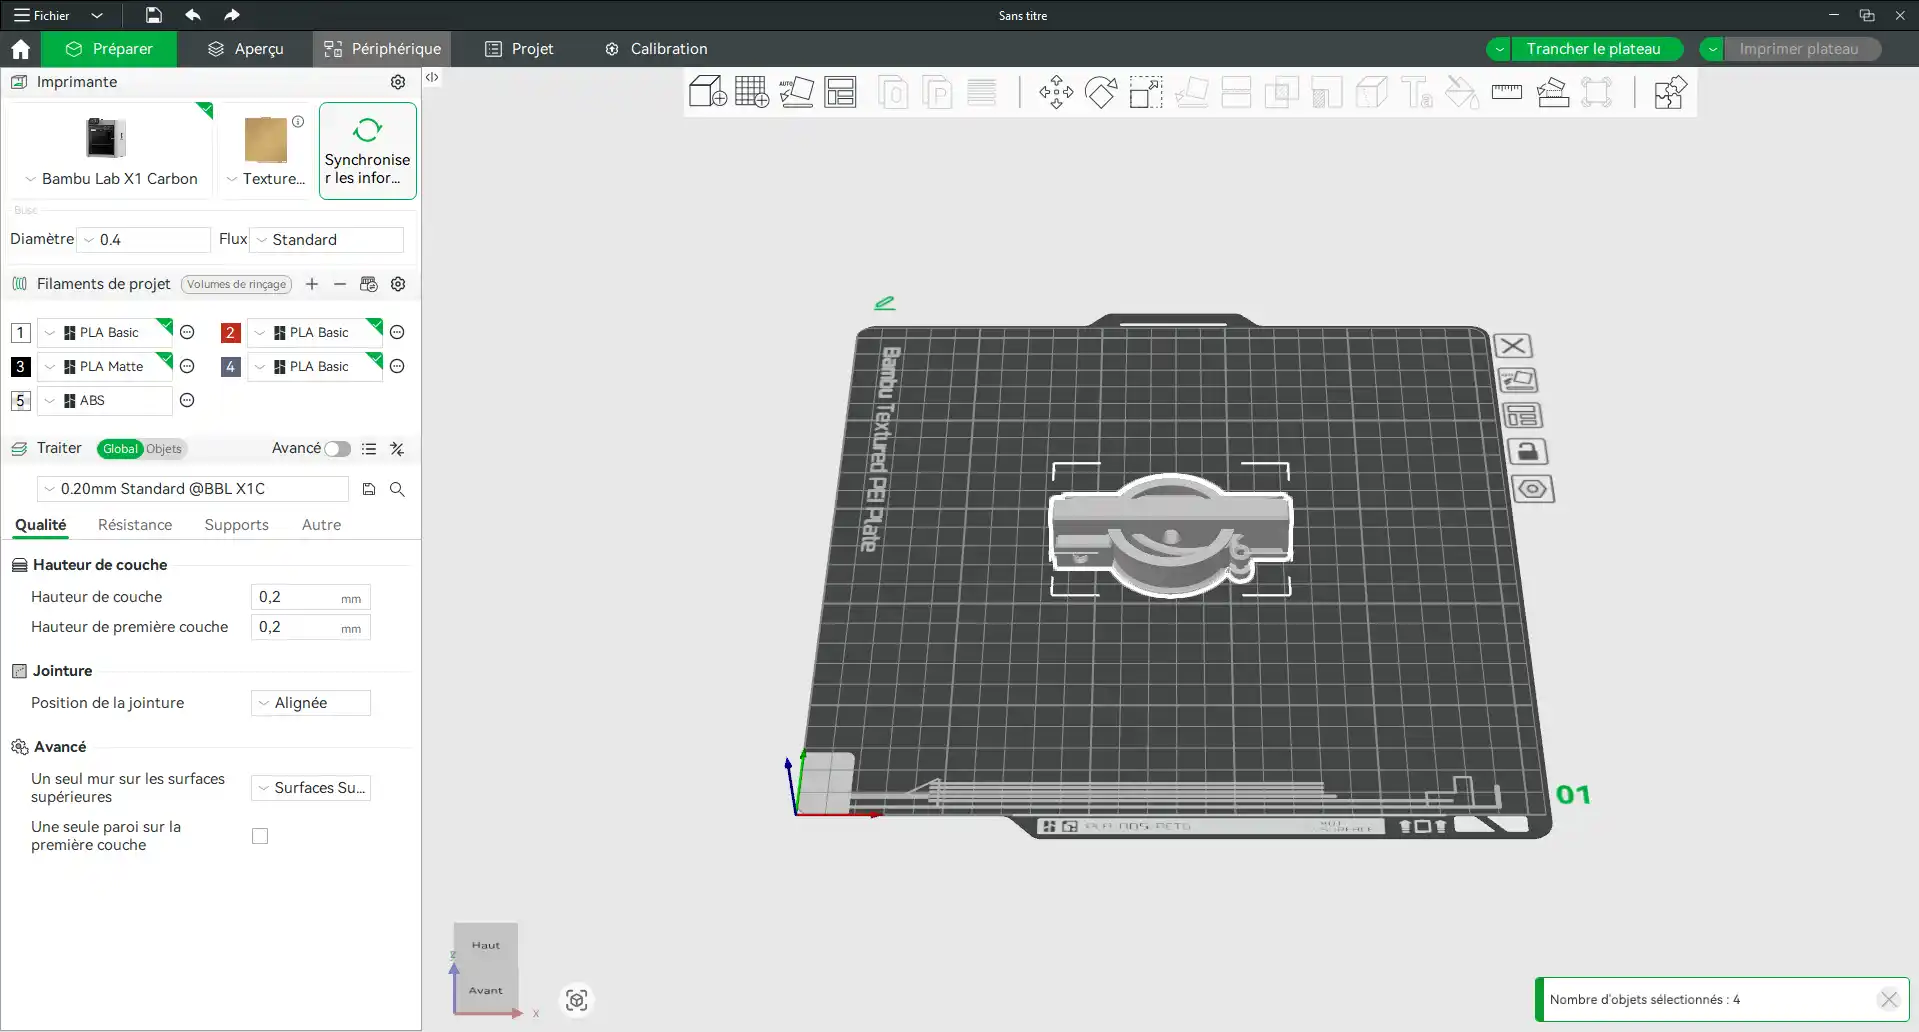 Fichier
Sans titre
Préparer
Aperçu
Périphérique
Projet
Calibration
Trancher le plateau
Imprimer plateau
Imprimante
Bambu Lab X1 Carbon
Texture...
Synchronise
r les infor...
Buse
Diamètre
0.4
Flux
Standard
Filaments de projet
Volumes de rinçage
1
PLA Basic
2
PLA Basic
3
PLA Matte
4
PLA Basic
5
ABS
Traiter
Global
Objets
Avancé
0.20mm Standard @BBL X1C
Qualité
Résistance
Supports
Autre
Hauteur de couche
Hauteur de couche
0,2
mm
Hauteur de première couche
0,2
mm
Jointure
Position de la jointure
Alignée
Avancé
Un seul mur sur les surfaces
supérieures
Surfaces Su...
Une seule paroi sur la
première couche
AUTO
Bambu Textured PEI Plate
01
Haut
Avant
Z
X
Nombre d'objets sélectionnés : 4